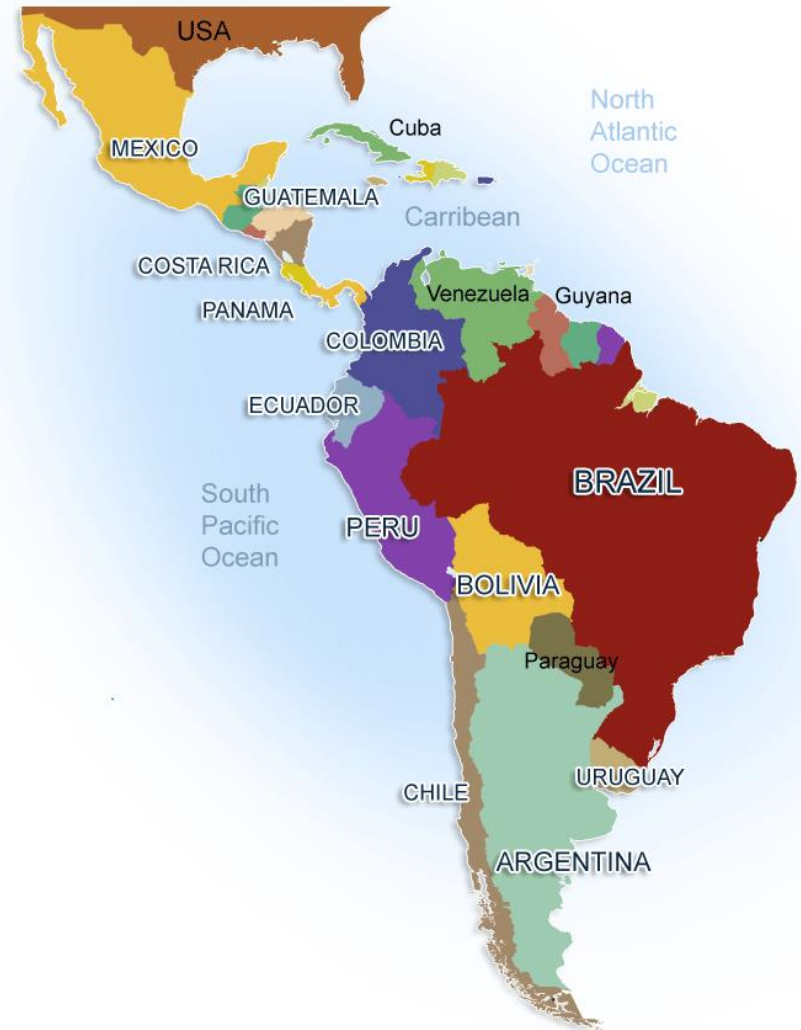 USA
North
Atlantic
Ocean
Cuba
MEXICO
GUATEMALA
Carribean
COSTA RICA
Venezuela
Guyana
PANAMA
COLOMBIA
ECUADOR
BRAZIL
South
Pacific
Ocean
PERU
BOLIVIA
Paraguay
URUGUAY
CHILE
ARGENTINA